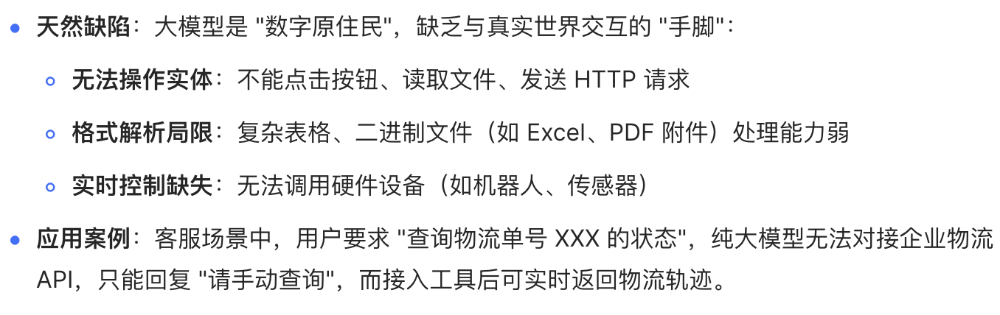 天然缺陷：大模型是 "数字原住民"，缺乏与真实世界交互的 "手脚"：
无法操作实体：不能点击按钮、读取文件、发送 HTTP 请求
格式解析局限：复杂表格、二进制文件（如 Excel、PDF 附件）处理能力弱
实时控制缺失：无法调用硬件设备（如机器人、传感器）
应用案例：客服场景中，用户要求 "查询物流单号 XXX 的状态"，纯大模型无法对接企业物流
API，只能回复 "请手动查询"，而接入工具后可实时返回物流轨迹。